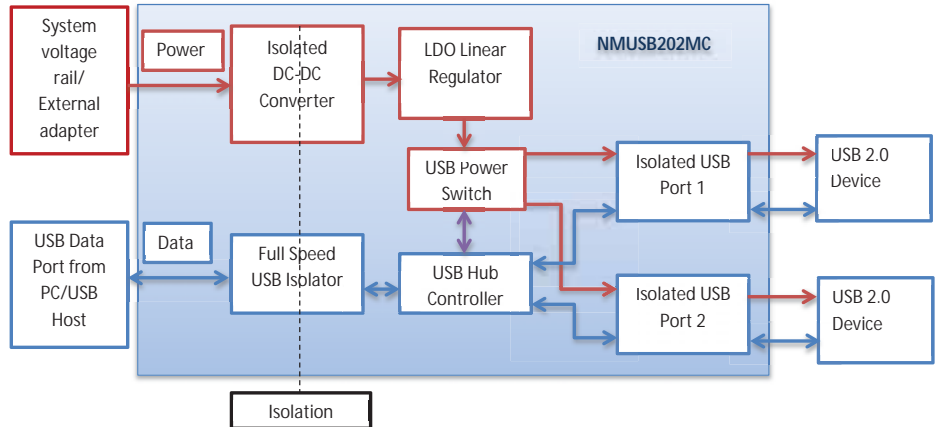 System
voltage
rail/
External
adapter
Power
Isolated
DC-DC
Converter
LDO Linear
Regulator
NMUSB202MC
USB Power
Switch
Isolated USB
Port 1
USB 2.0
Device
USB Data
Port from
PC/USB
Host
Data
Full Speed
USB Isolator
USB Hub
Controller
Isolated USB
Port 2
USB 2.0
Device
Isolation